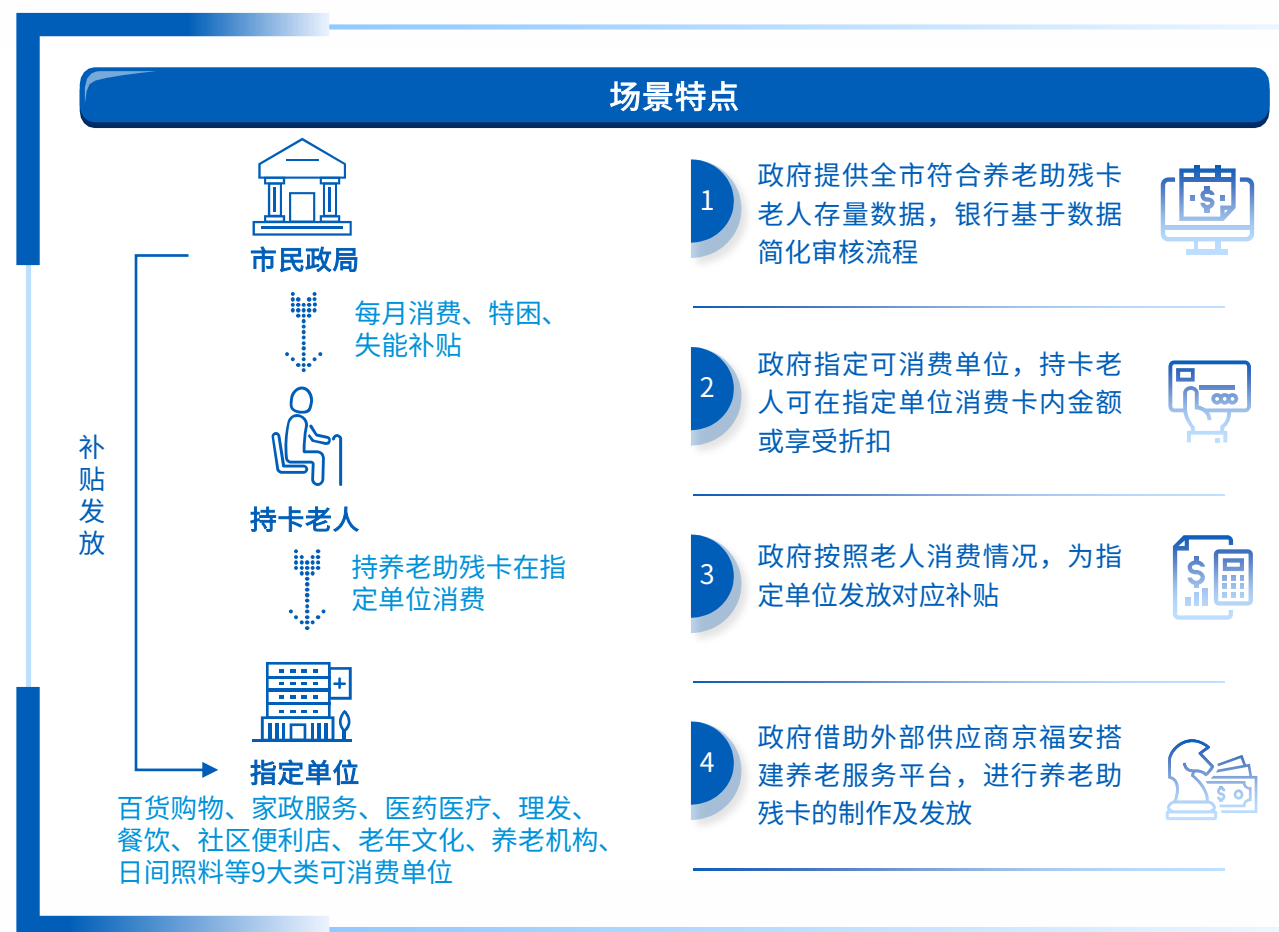 场景特点
市民政局
每月消费、特困、
失能补贴
持卡老人
补
贴
发
放
持养老助残卡在指
定单位消费
指定单位
百货购物、家政服务、医药医疗、理发、
餐饮、社区便利店、老年文化、养老机构、
日间照料等9大类可消费单位
1
政府提供全市符合养老助残卡
老人存量数据，银行基于数据
简化审核流程
2
政府指定可消费单位，持卡老
人可在指定单位消费卡内金额
或享受折扣
3
政府按照老人消费情况，为指
定单位发放对应补贴
4
政府借助外部供应商京福安搭
建养老服务平台，进行养老助
残卡的制作及发放